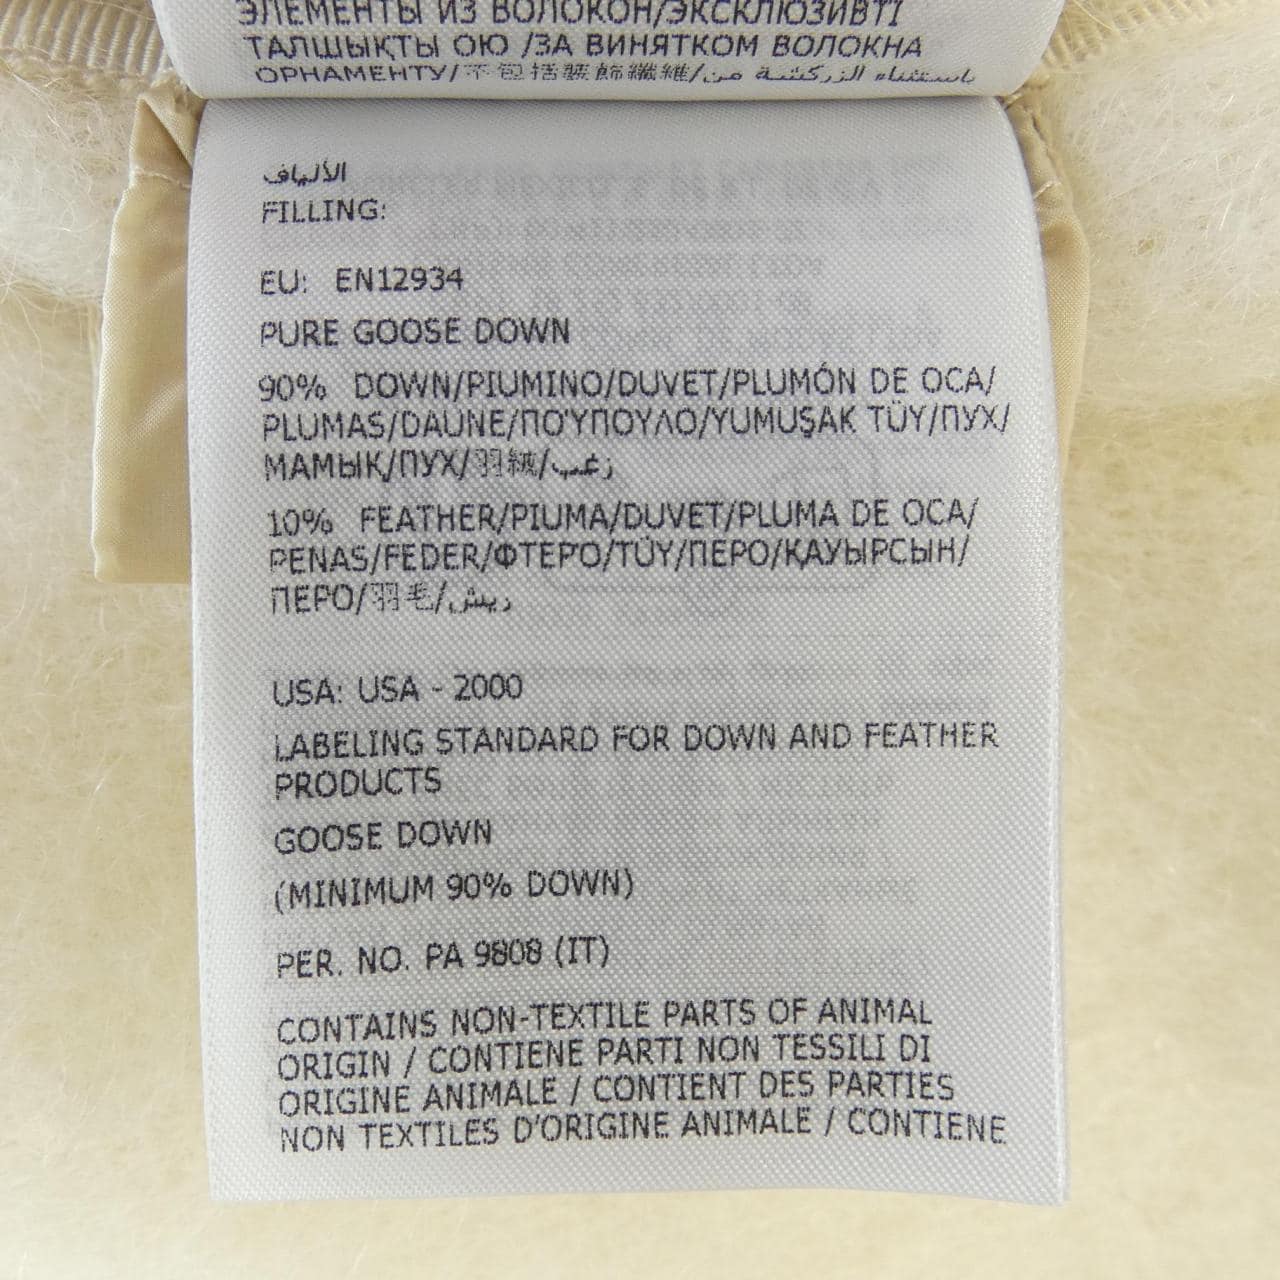 ЭЛЕМЕНТЫ ИЗ ВОЛОКОН/ЭКСКЛЮЗИВТІ
ТАЛШЫҚТЫ ОЮ /ЗА ВИНЯТКОМ ВОЛОКНА
ОРНАМЕНТУ/不包括裝飾纖維/باستثناء الزركشة من
الألياف
FILLING:
EU: EN12934
PURE GOOSE DOWN
90% DOWN/PIUMINO/DUVET/PLUMÓN DE OCA/
PLUMAS/DAUNE/ΠΟΎΠΟΥΛΟ/YUMUŞAK TÜY/ПУХ/
МАМЫҚ/ПУХ/羽絨/زغب
10% FEATHER/PIUMA/DUVET/PLUMA DE OCA/
PENAS/FEDER/ΦΤΕΡΌ/TÜY/ПЕРО/ҚАУЫРСЫН/
ПЕРО/羽毛/ريش
USA: USA - 2000
LABELING STANDARD FOR DOWN AND FEATHER
PRODUCTS
GOOSE DOWN
(MINIMUM 90% DOWN)
PER. NO. PA 9808 (IT)
CONTAINS NON-TEXTILE PARTS OF ANIMAL
ORIGIN / CONTIENE PARTI NON TESSILI DI
ORIGINE ANIMALE / CONTIENT DES PARTIES
NON TEXTILES D'ORIGINE ANIMALE / CONTIENE